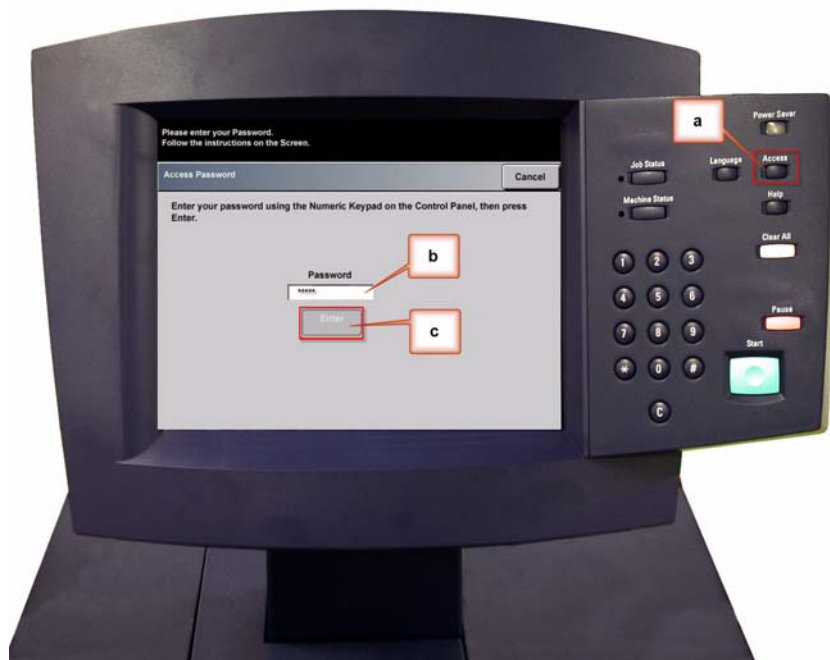 Please enter your Password.
Follow the instructions on the Screen.
Access Password
Cancel
Enter your password using the Numeric Keypad on the Control Panel, then press
Enter.
Password
*****
Enter
a
b
c
Power Saver
Job Status
Language
Access
Machine Status
Help
Clear All
1 2 3
4 5 6
7 8 9
* 0 #
C
Pause
Start